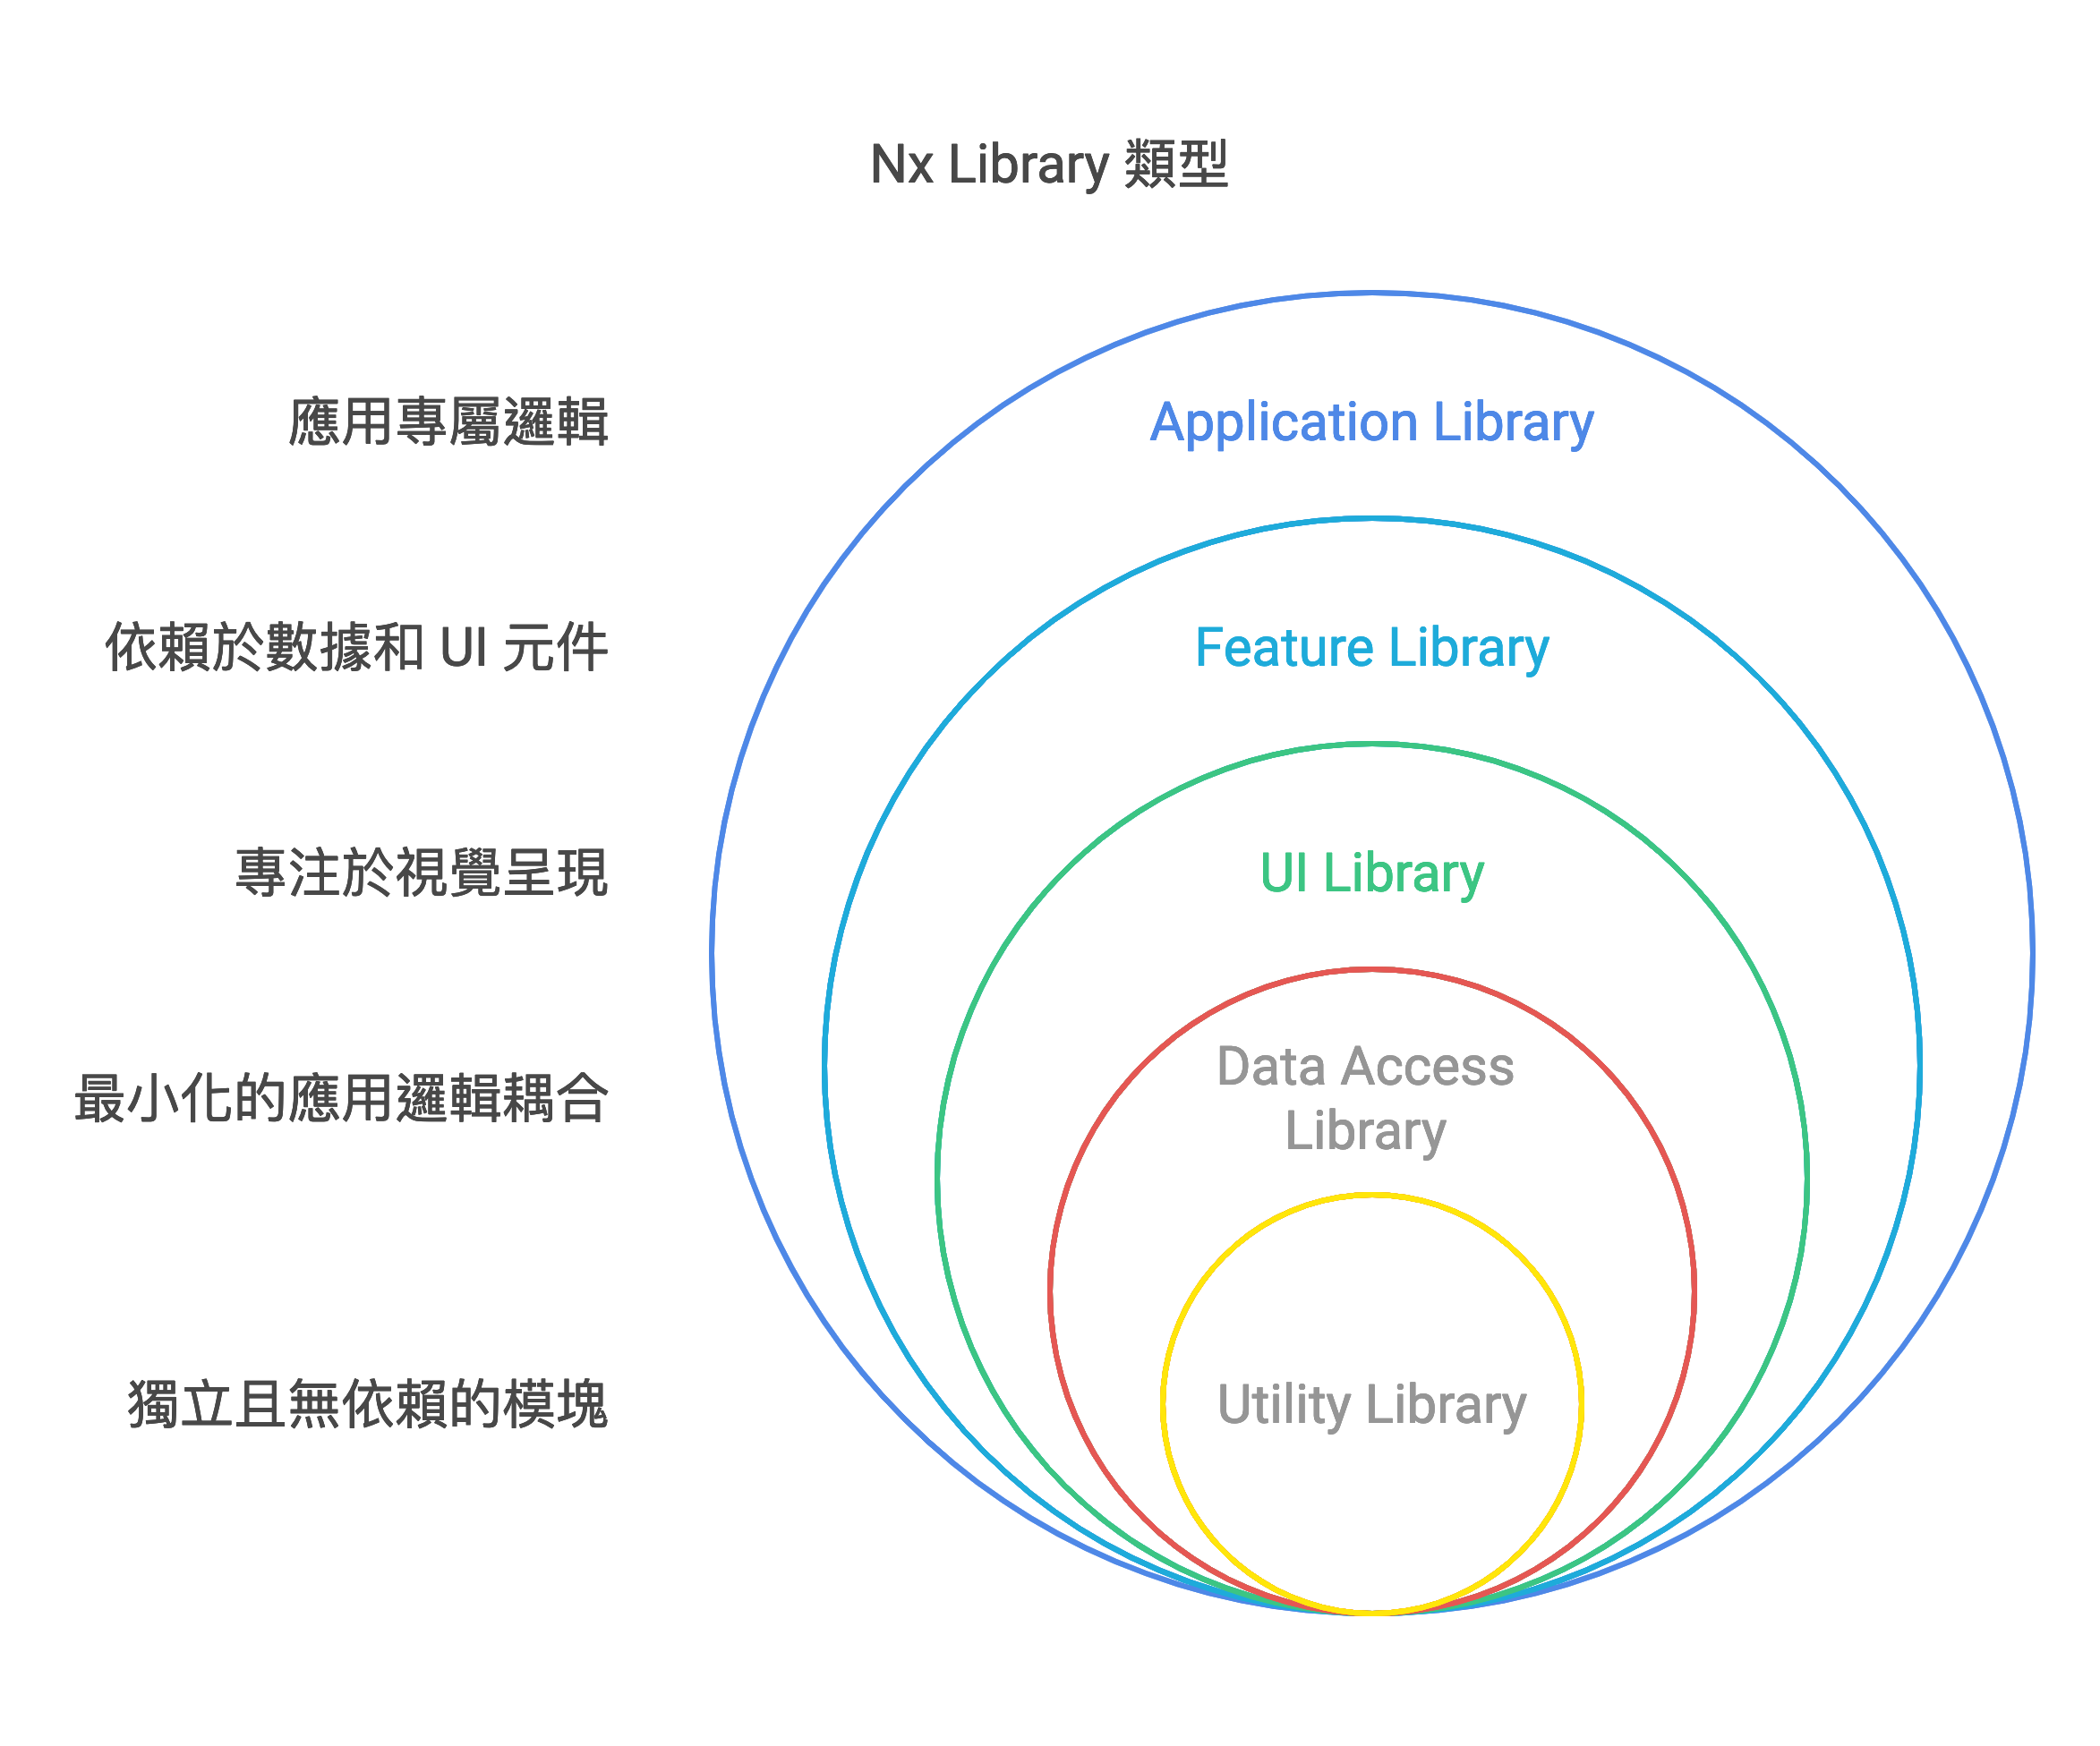 Nx Library 類型
應用專屬邏輯
Application Library
依賴於數據和 UI 元件
Feature Library
專注於視覺呈現
UI Library
最小化的應用邏輯耦合
Data Access
Library
獨立且無依賴的模塊
Utility Library